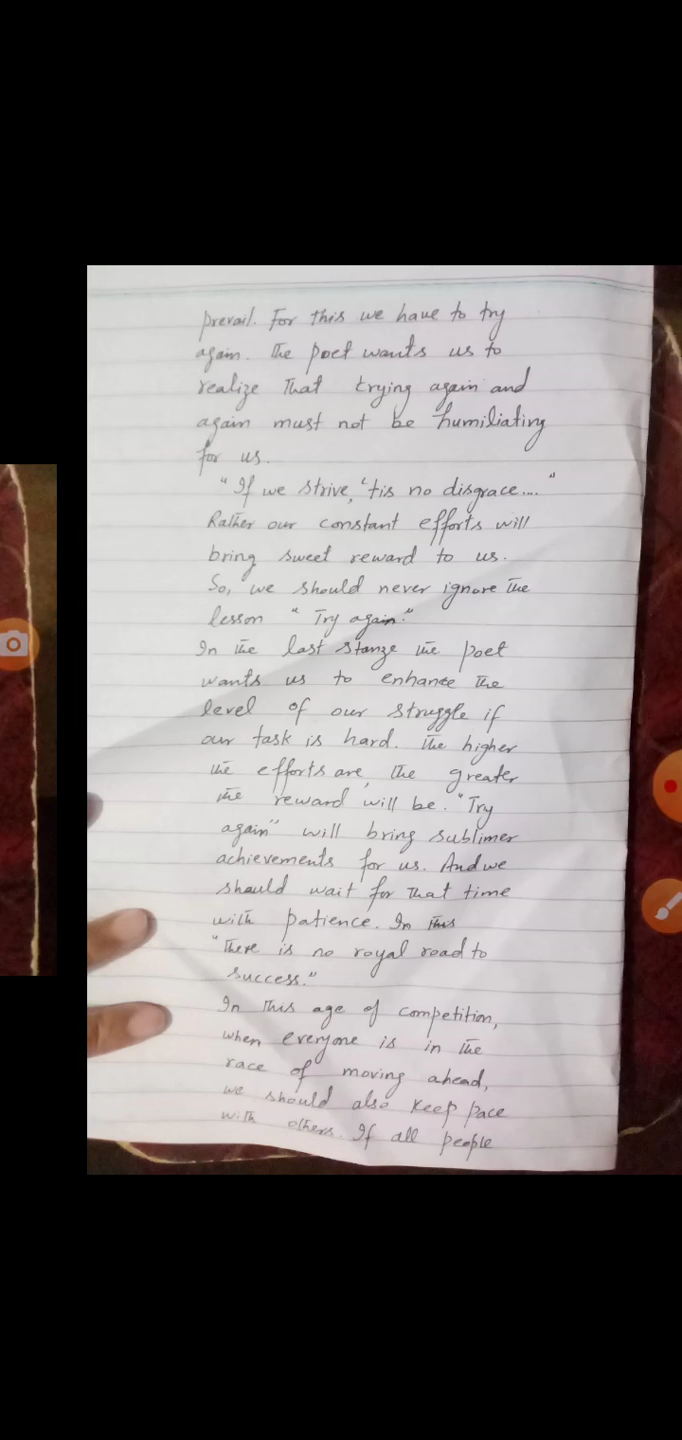 prevail. For this we have to try
again. The poet wants us to
realize that trying again and
again must not be humiliating
for us.
"If we strive, 'tis no disgrace...."
Rather our constant efforts will
bring sweet reward to us.
So, we should never ignore the
lesson "Try again."
In the last stanza the poet
wants us to enhance the
level of our struggle if
our task is hard. The higher
the efforts are, the greater
the reward will be. "Try
again" will bring sublimer
achievements for us. And we
should wait for that time
with patience. In this
"There is no royal road to
success."
In this age of competition,
when everyone is in the
race of moving ahead,
we should also keep pace
with others. If all people